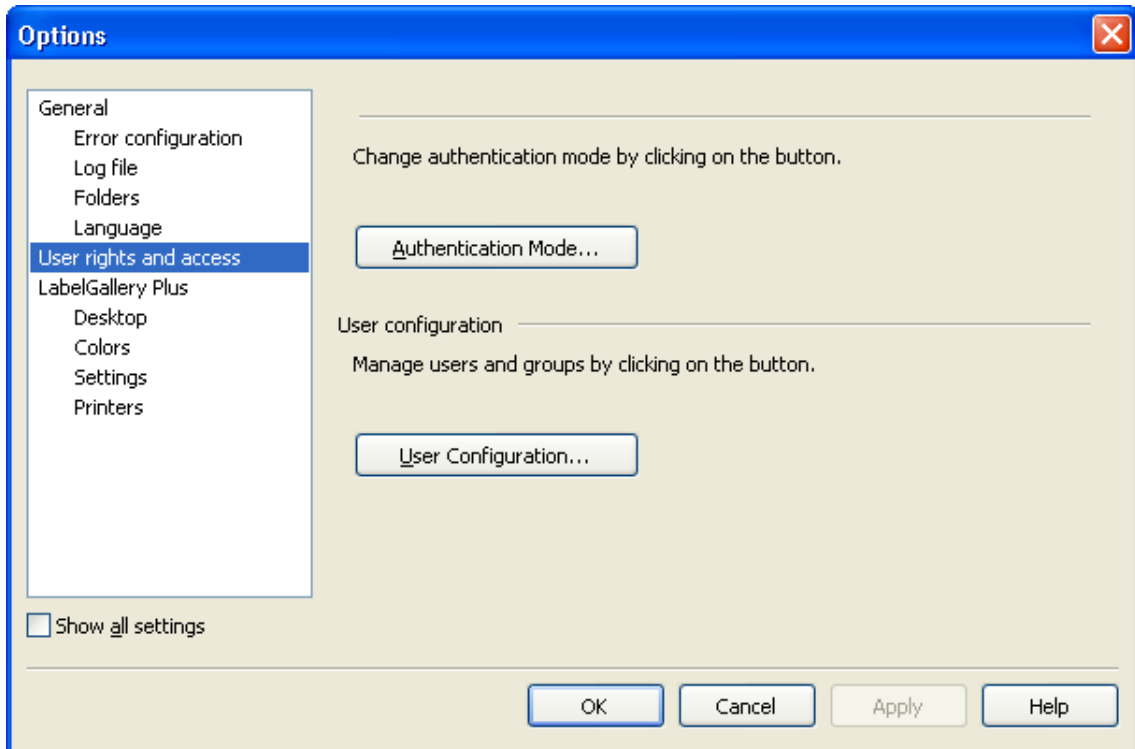 Options
General
Error configuration
Log file
Folders
Language
User rights and access
LabelGallery Plus
Desktop
Colors
Settings
Printers
Show all settings
Change authentication mode by clicking on the button.
Authentication Mode...
User configuration
Manage users and groups by clicking on the button.
User Configuration...
OK
Cancel
Apply
Help